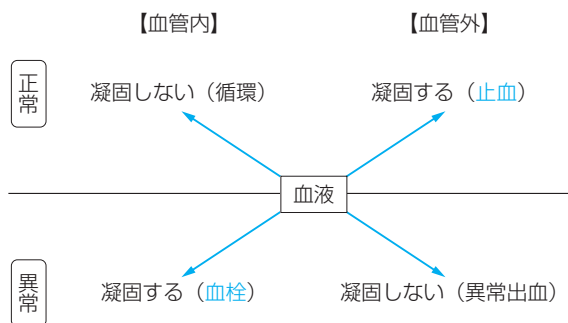 【血管内】 【血管外】
正常
凝固しない（循環） 凝固する（止血）
血液
異常
凝固する（血栓） 凝固しない（異常出血）